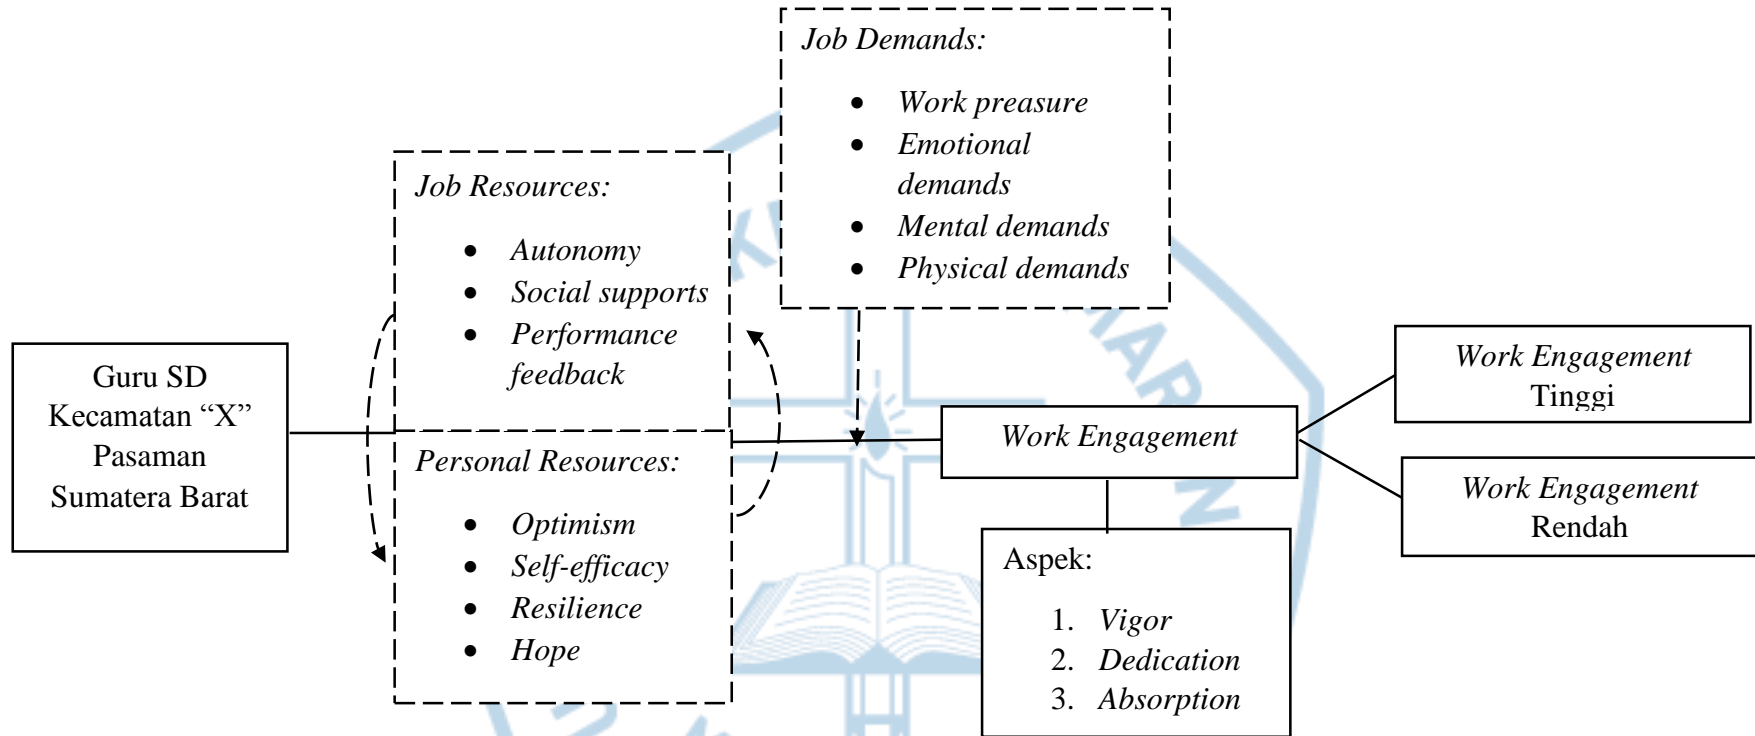 Job Demands:
• Work preasure
• Emotional
demands
• Mental demands
• Physical demands
Job Resources:
• Autonomy
• Social supports
• Performance
feedback
Guru SD
Kecamatan “X”
Pasaman
Sumatera Barat
Personal Resources:
• Optimism
• Self-efficacy
• Resilience
• Hope
Work Engagement
Aspek:
1. Vigor
2. Dedication
3. Absorption
Work Engagement
Tinggi
Work Engagement
Rendah